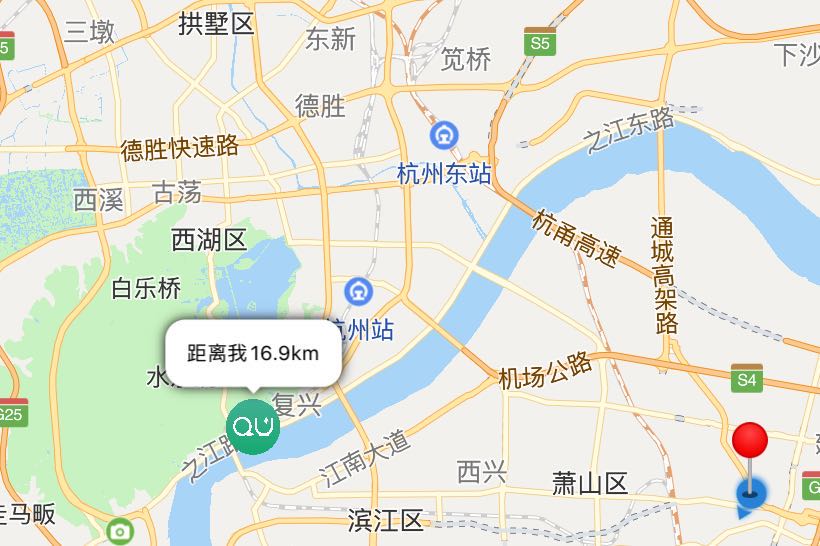 拱墅区
三墩
东新
S5
笕桥
下沙
5
德胜
之江东路
德胜快速路
杭州东站
西溪
古荡
西湖区
杭甬高速
通城高架路
白乐桥
杭州站
距离我16.9km
机场公路
S4
G25
复兴
之江路
江南大道
西兴
萧山区
G
走马畈
滨江区